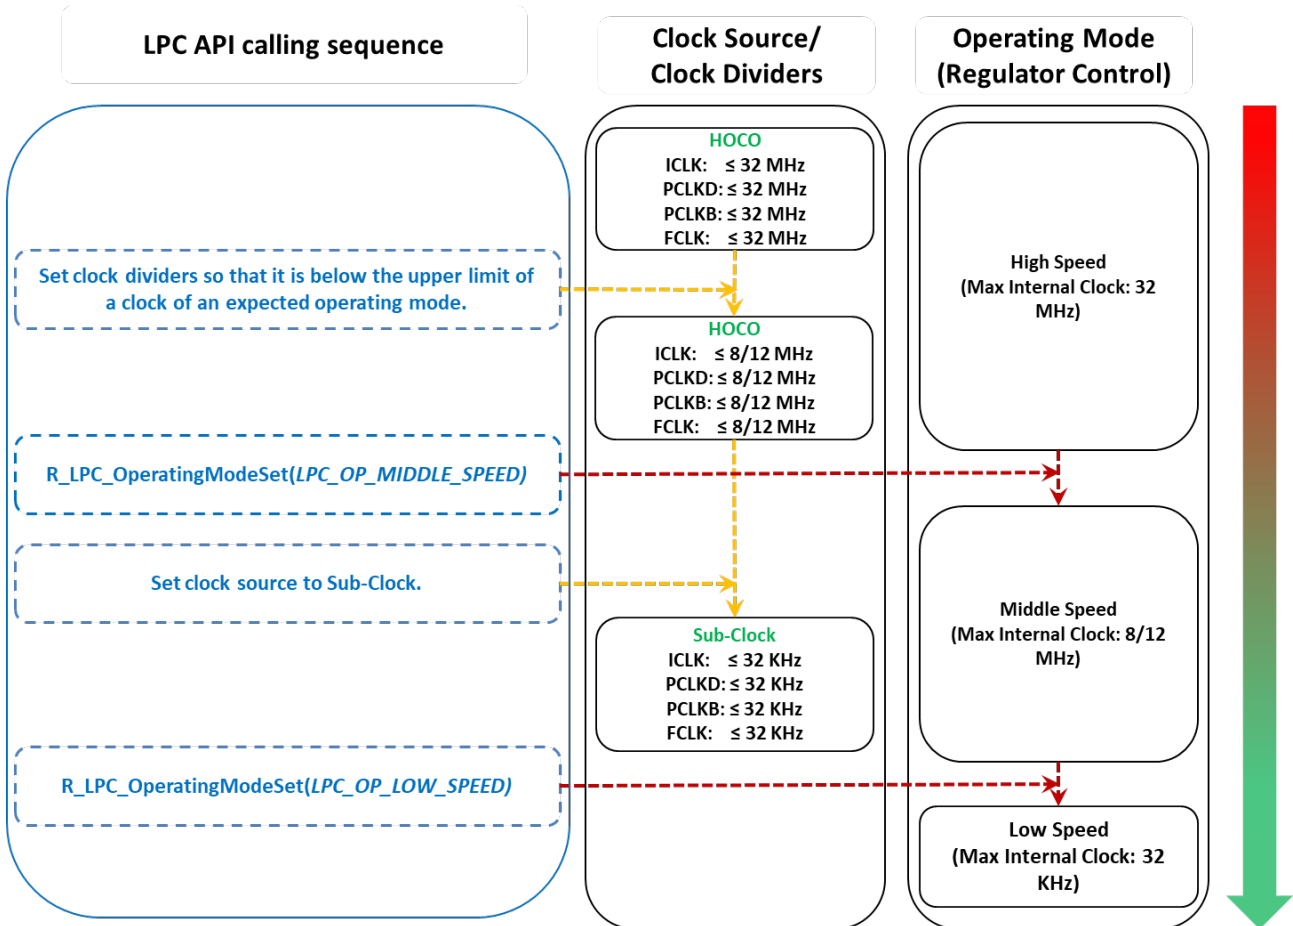 LPC API calling sequence
Clock Source/
Clock Dividers
Operating Mode
(Regulator Control)
Set clock dividers so that it is below the upper limit of
a clock of an expected operating mode.
R_LPC_OperatingModeSet(LPC_OP_MIDDLE_SPEED)
Set clock source to Sub-Clock.
R_LPC_OperatingModeSet(LPC_OP_LOW_SPEED)
HOCO
ICLK: ≤ 32 MHz
PCLKD: ≤ 32 MHz
PCLKB: ≤ 32 MHz
FCLK: ≤ 32 MHz
HOCO
ICLK: ≤ 8/12 MHz
PCLKD: ≤ 8/12 MHz
PCLKB: ≤ 8/12 MHz
FCLK: ≤ 8/12 MHz
Sub-Clock
ICLK: ≤ 32 KHz
PCLKD: ≤ 32 KHz
PCLKB: ≤ 32 KHz
FCLK: ≤ 32 KHz
High Speed
(Max Internal Clock: 32
MHz)
Middle Speed
(Max Internal Clock: 8/12
MHz)
Low Speed
(Max Internal Clock: 32
KHz)